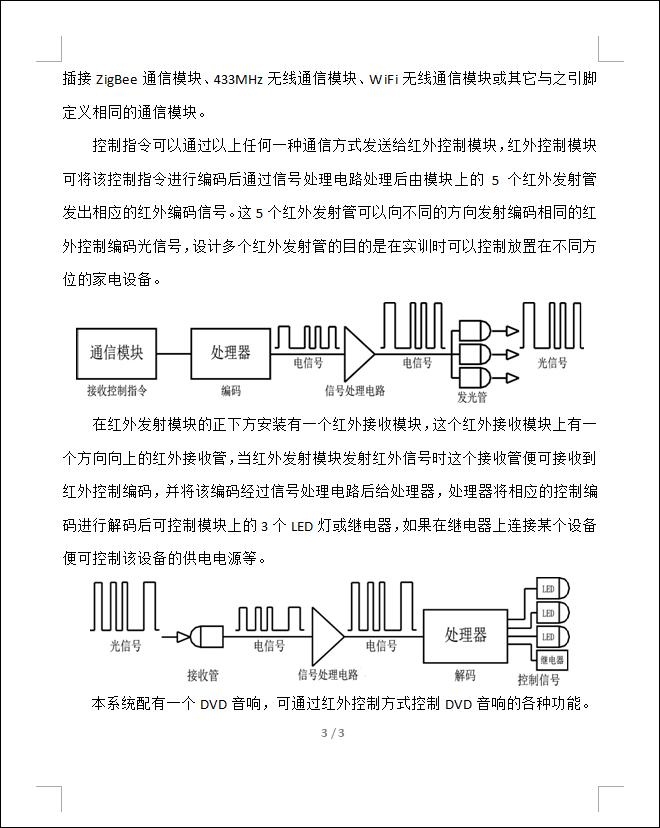 插接 ZigBee 通信模块、433MHz 无线通信模块、WiFi 无线通信模块或其它与之引脚
定义相同的通信模块。
控制指令可以通过以上任何一种通信方式发送给红外控制模块，红外控制模块
可将该控制指令进行编码后通过信号处理电路处理后由模块上的 5 个红外发射管
发出相应的红外编码信号。这 5 个红外发射管可以向不同的方向发射编码相同的红
外控制编码光信号，设计多个红外发射管的目的是在实训时可以控制放置在不同方
位的家电设备。
通信模块
处理器
电信号
电信号
光信号
接收控制指令
编码
信号处理电路
发光管
在红外发射模块的正下方安装有一个红外接收模块，这个红外接收模块上有一
个方向向上的红外接收管，当红外发射模块发射红外信号时这个接收管便可接收到
红外控制编码，并将该编码经过信号处理电路后给处理器，处理器将相应的控制编
码进行解码后可控制模块上的 3 个 LED 灯或继电器，如果在继电器上连接某个设备
便可控制该设备的供电电源等。
LED
LED
LED
继电器
处理器
光信号
电信号
电信号
接收管
信号处理电路
解码
控制信号
本系统配有一个 DVD 音响，可通过红外控制方式控制 DVD 音响的各种功能。
3 / 3